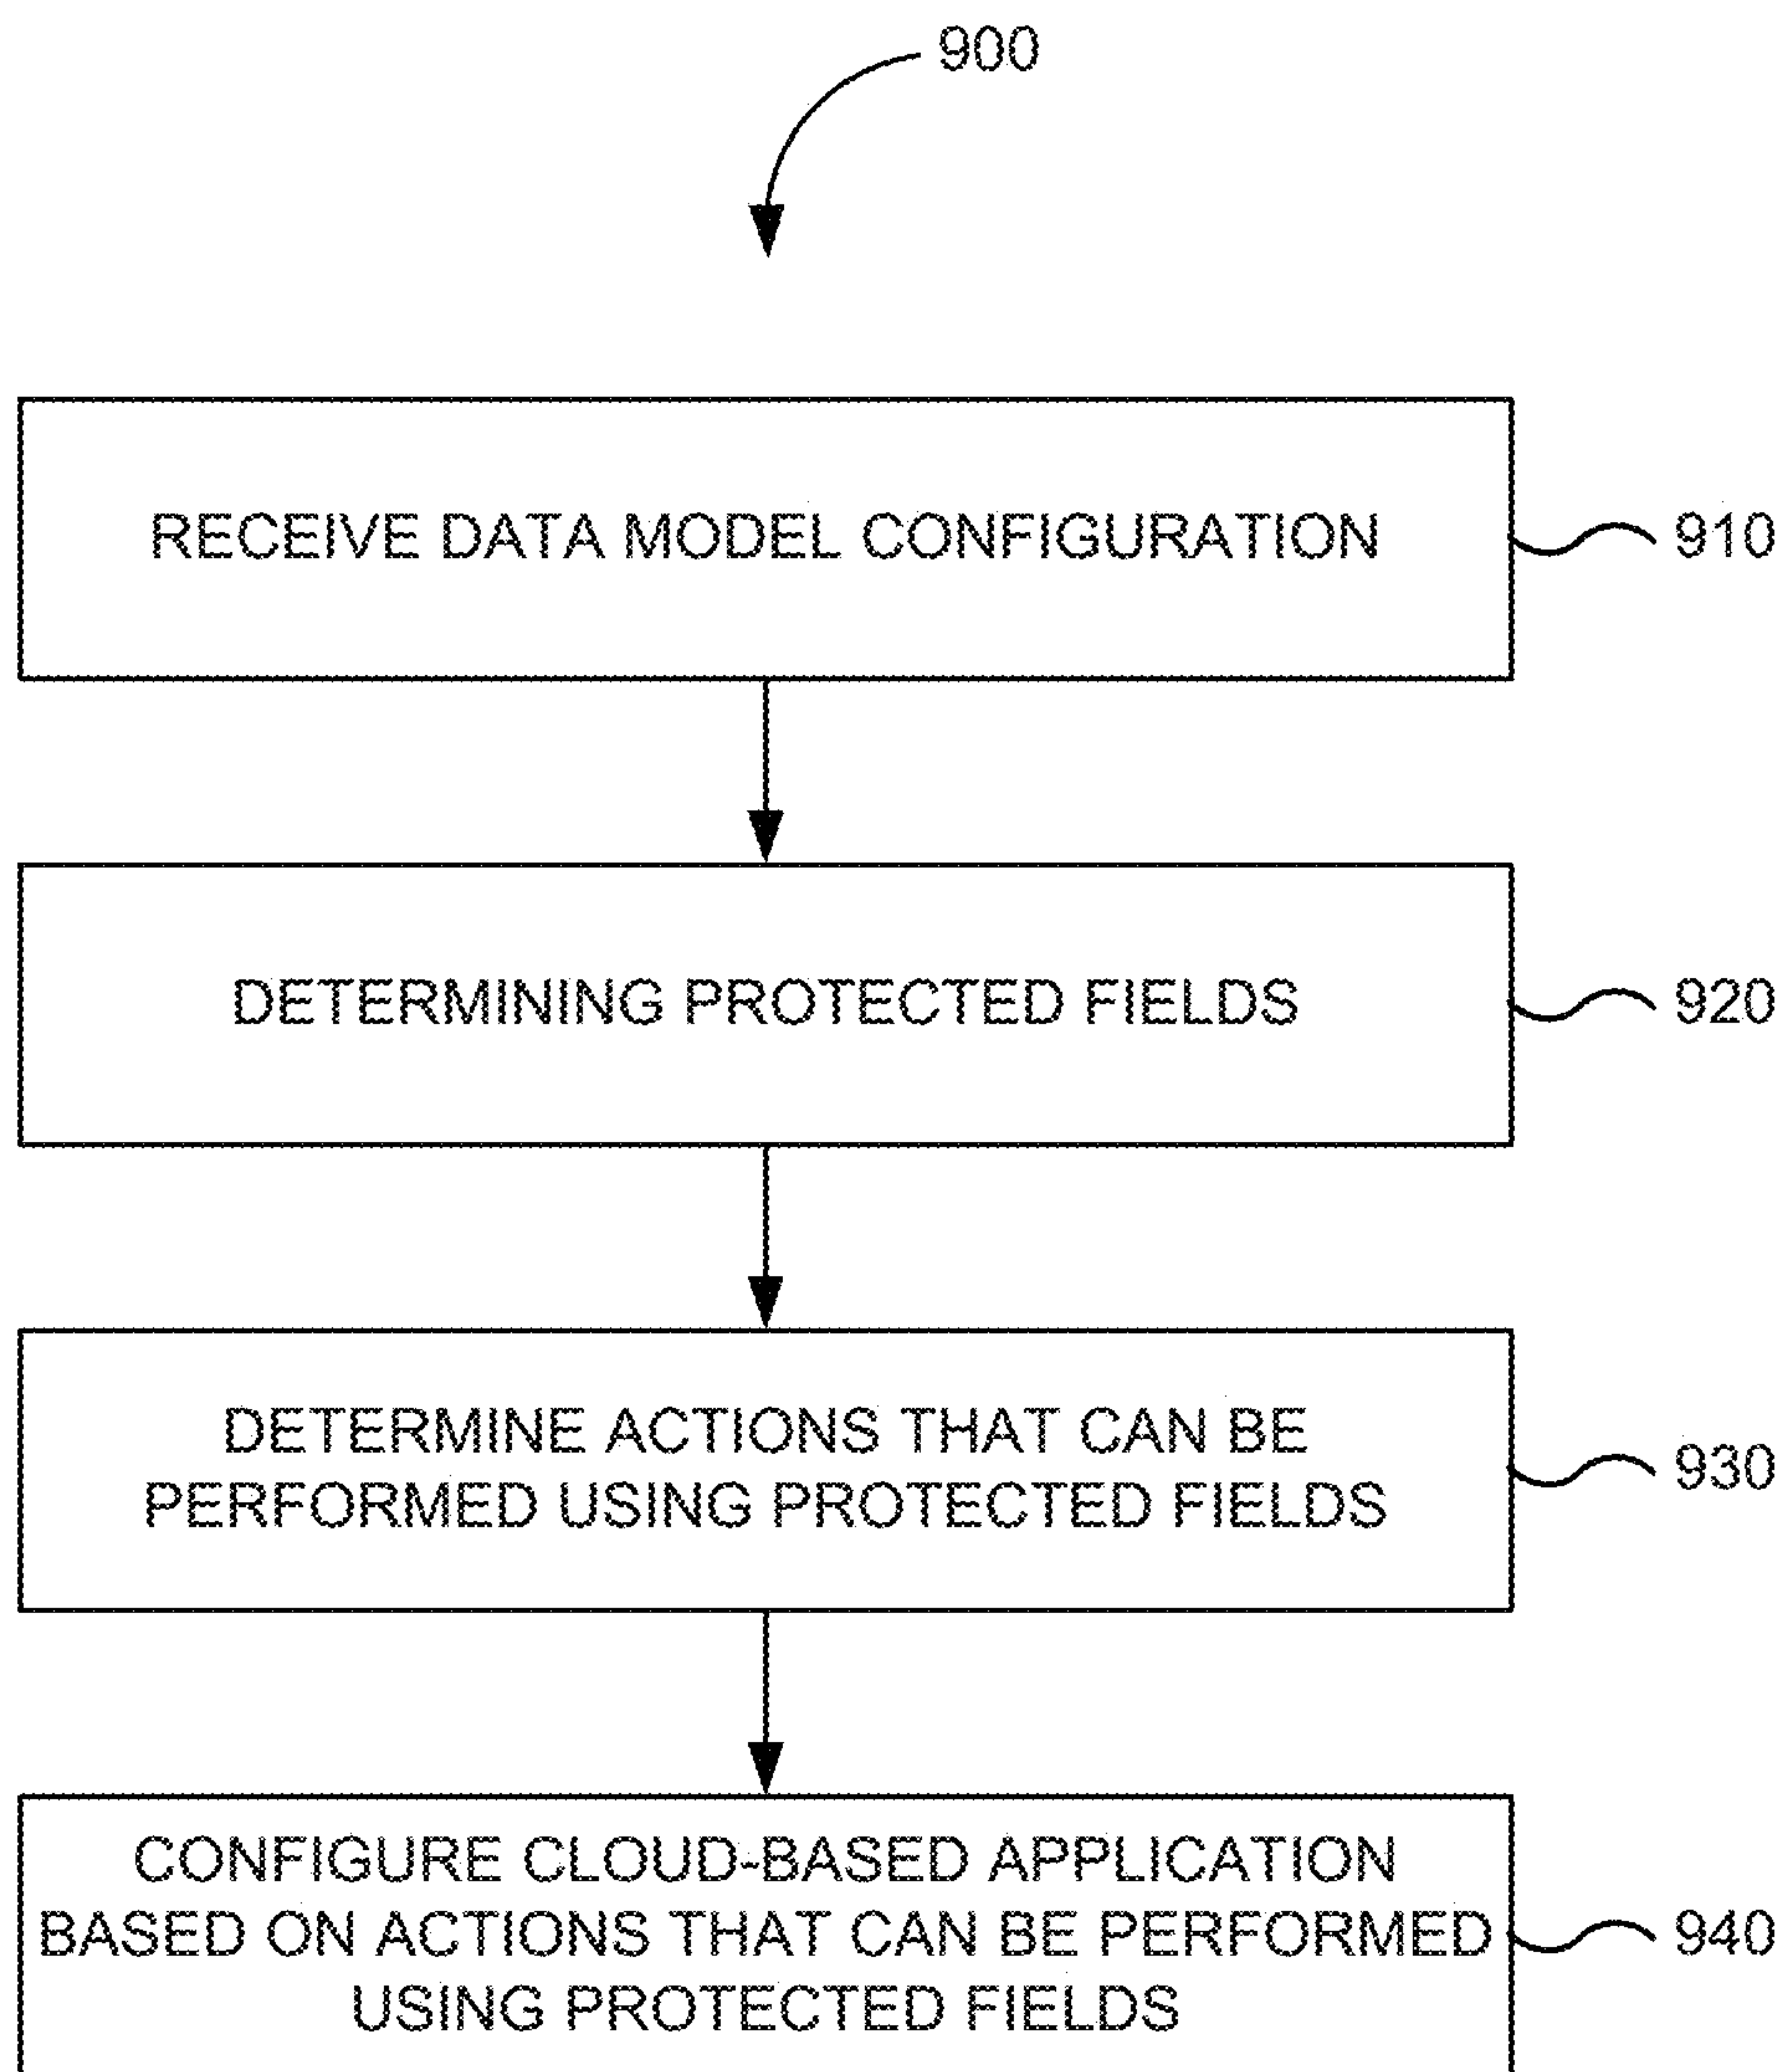 900
RECEIVE DATA MODEL CONFIGURATION
910
DETERMINING PROTECTED FIELDS
920
DETERMINE ACTIONS THAT CAN BE
PERFORMED USING PROTECTED FIELDS
930
CONFIGURE CLOUD-BASED APPLICATION
BASED ON ACTIONS THAT CAN BE PERFORMED
USING PROTECTED FIELDS
940